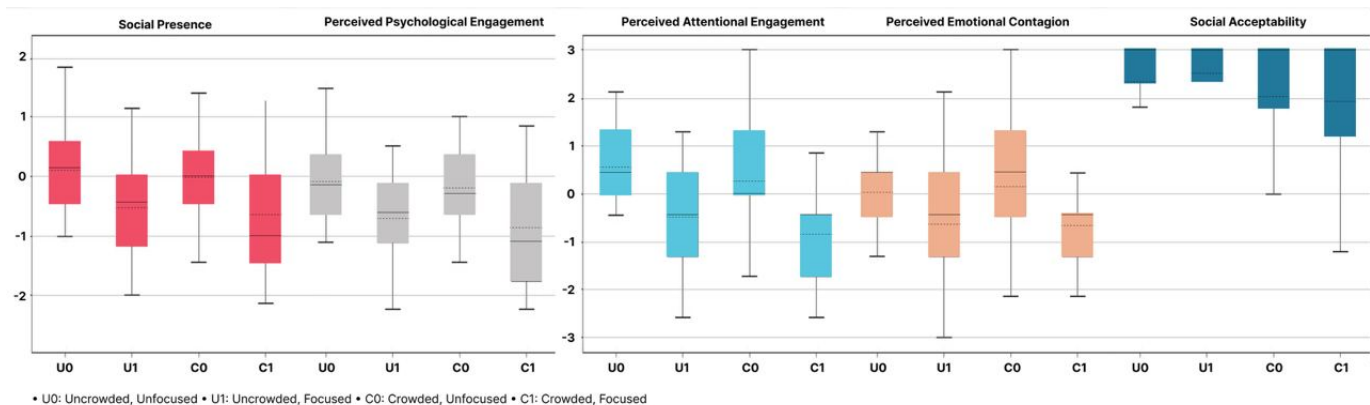 Social Presence
Perceived Psychological Engagement
Perceived Attentional Engagement
Perceived Emotional Contagion
Social Acceptability
2
1
0
-1
-2
3
2
1
0
-1
-2
-3
U0 U1 C0 C1 U0 U1 C0 C1
U0 U1 C0 C1 U0 U1 C0 C1 U0 U1 C0 C1
• U0: Uncrowded, Unfocused • U1: Uncrowded, Focused • C0: Crowded, Unfocused • C1: Crowded, Focused